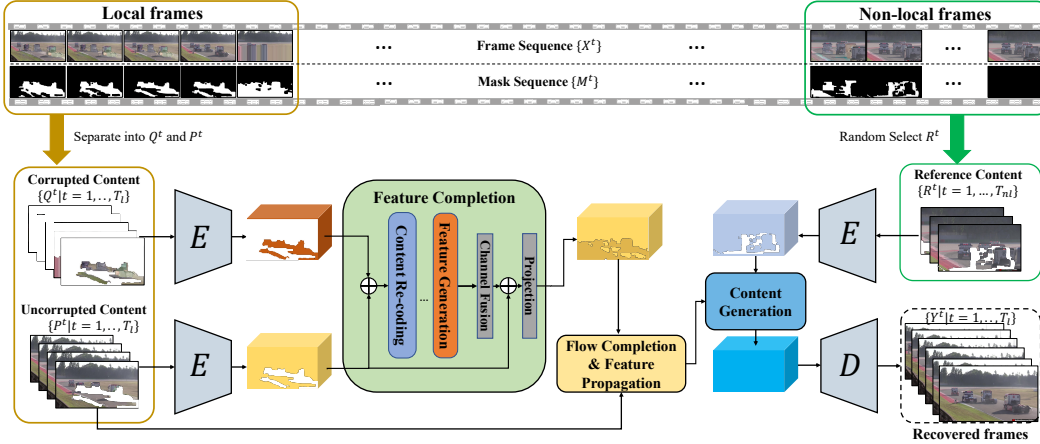 Local frames
Non-local frames
...
Frame Sequence {X^t}
...
...
...
Mask Sequence {M^t}
...
...
Separate into Q^t and P^t
Random Select R^t
Corrupted Content
{Q^t|t = 1, . . , T_l}
E
Feature Completion
Content Re-coding
...
Feature Generation
Channel Fusion
Projection
E
Reference Content
{R^t|t = 1, ..., T_nl}
Uncorrupted Content
{P^t|t = 1, . . , T_l}
E
Flow Completion
& Feature
Propagation
Content
Generation
D
{Y^t|t = 1, . . , T_l}
Recovered frames